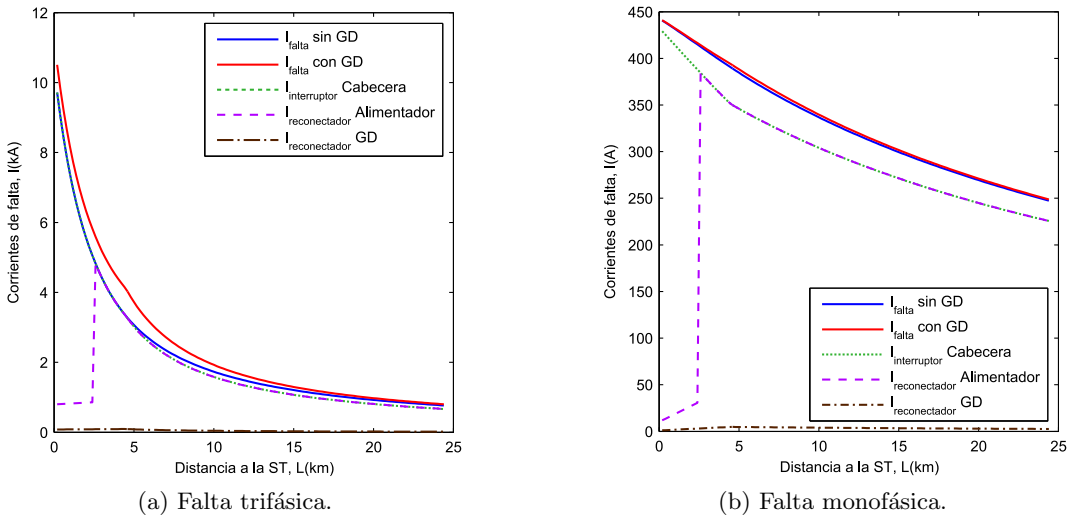 12
10
8
6
4
2
0
0 5 10 15 20 25
Corrientes de falta, I(kA)
Distancia a la ST, L(km)
I falta sin GD
I falta con GD
I interruptor Cabecera
I reconectador Alimentador
I reconectador GD
(a) Falta trifásica.
450
400
350
300
250
200
150
100
50
0
0 5 10 15 20 25
Corrientes de falta, I(A)
Distancia a la ST, L(km)
I falta sin GD
I falta con GD
I interruptor Cabecera
I reconectador Alimentador
I reconectador GD
(b) Falta monofásica.